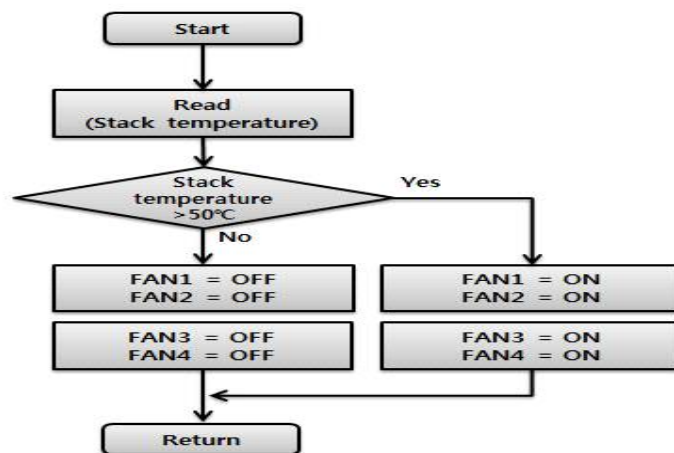 Start
Read
(Stack temperature)
Stack
temperature
>50℃
Yes
No
FAN1 = OFF
FAN2 = OFF
FAN1 = ON
FAN2 = ON
FAN3 = OFF
FAN4 = OFF
FAN3 = ON
FAN4 = ON
Return